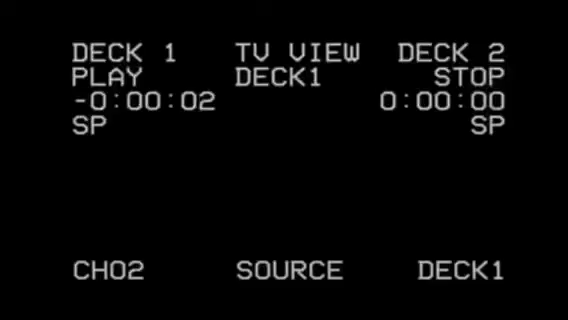 DECK 1 TV VIEW DECK 2
PLAY DECK1 STOP
-0:00:02 0:00:00
SP SP
CH02 SOURCE DECK1